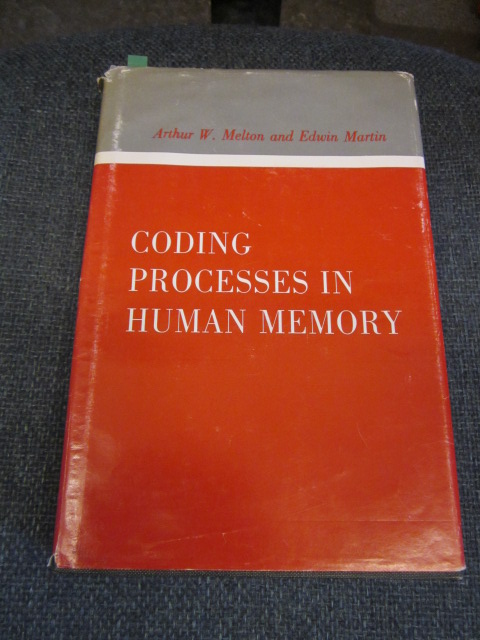 Arthur W. Melton and Edwin Martin
CODING
PROCESSES IN
HUMAN MEMORY